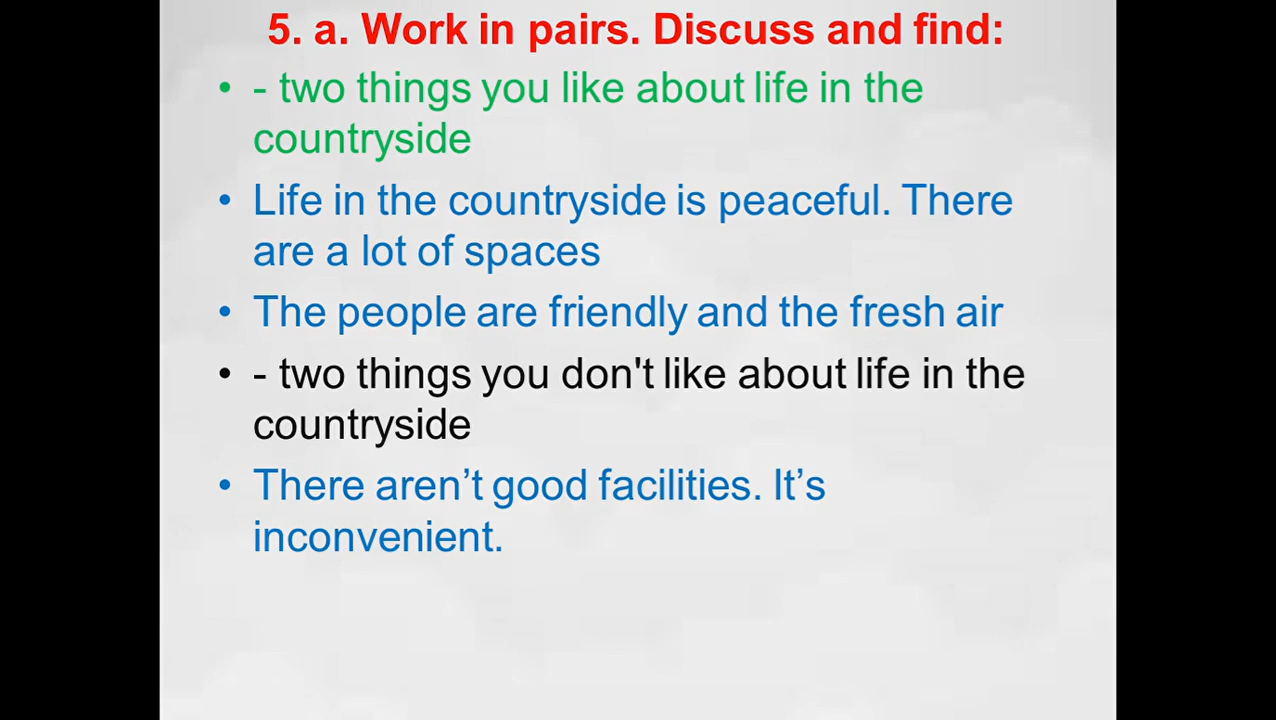 5. a. Work in pairs. Discuss and find:
• - two things you like about life in the
countryside
• Life in the countryside is peaceful. There
are a lot of spaces
• The people are friendly and the fresh air
• - two things you don't like about life in the
countryside
• There aren’t good facilities. It’s
inconvenient.